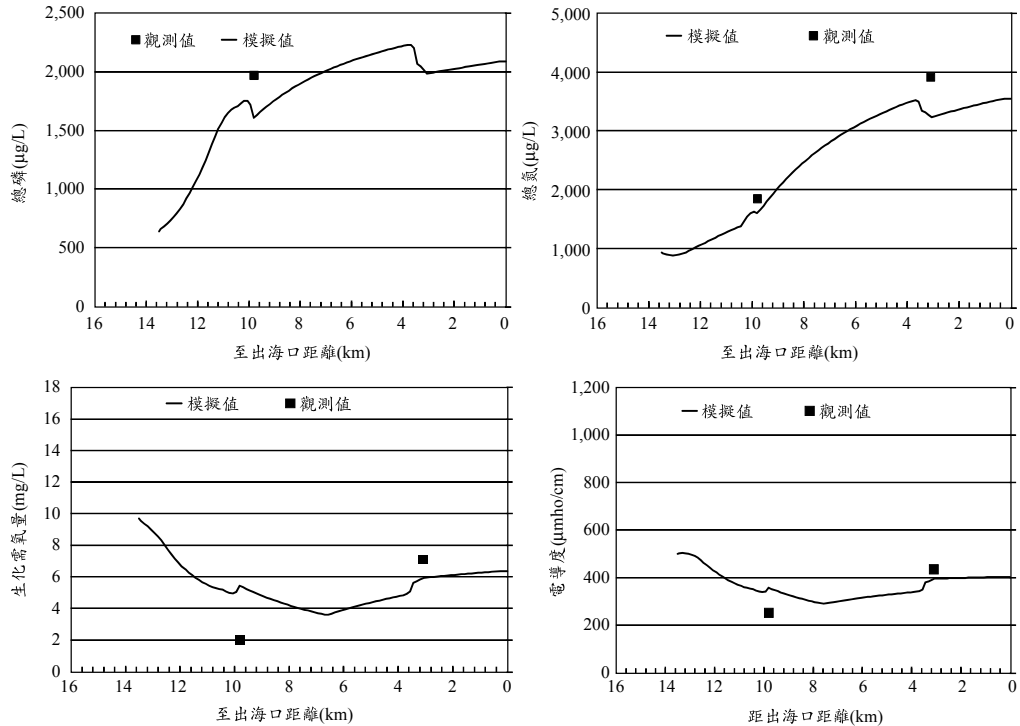 2,500
2,000
1,500
1,000
500
0
總磷(μg/L)
觀測值 模擬值
16 14 12 10 8 6 4 2 0
至出海口距離(km)
5,000
4,000
3,000
2,000
1,000
0
總氮(μg/L)
模擬值 觀測值
16 14 12 10 8 6 4 2 0
至出海口距離(km)
18
16
14
12
10
8
6
4
2
0
生化需氧量(mg/L)
模擬值 觀測值
16 14 12 10 8 6 4 2 0
至出海口距離(km)
1,200
1,000
800
600
400
200
0
電導度(μmho/cm)
模擬值 觀測值
16 14 12 10 8 6 4 2 0
距出海口距離(km)